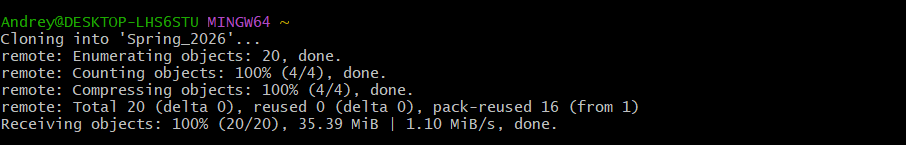 Andrey@DESKTOP-LHS6STU MINGW64 ~
Cloning into 'Spring_2026'...
remote: Enumerating objects: 20, done.
remote: Counting objects: 100% (4/4), done.
remote: Compressing objects: 100% (4/4), done.
remote: Total 20 (delta 0), reused 0 (delta 0), pack-reused 16 (from 1)
Receiving objects: 100% (20/20), 35.39 MiB | 1.10 MiB/s, done.